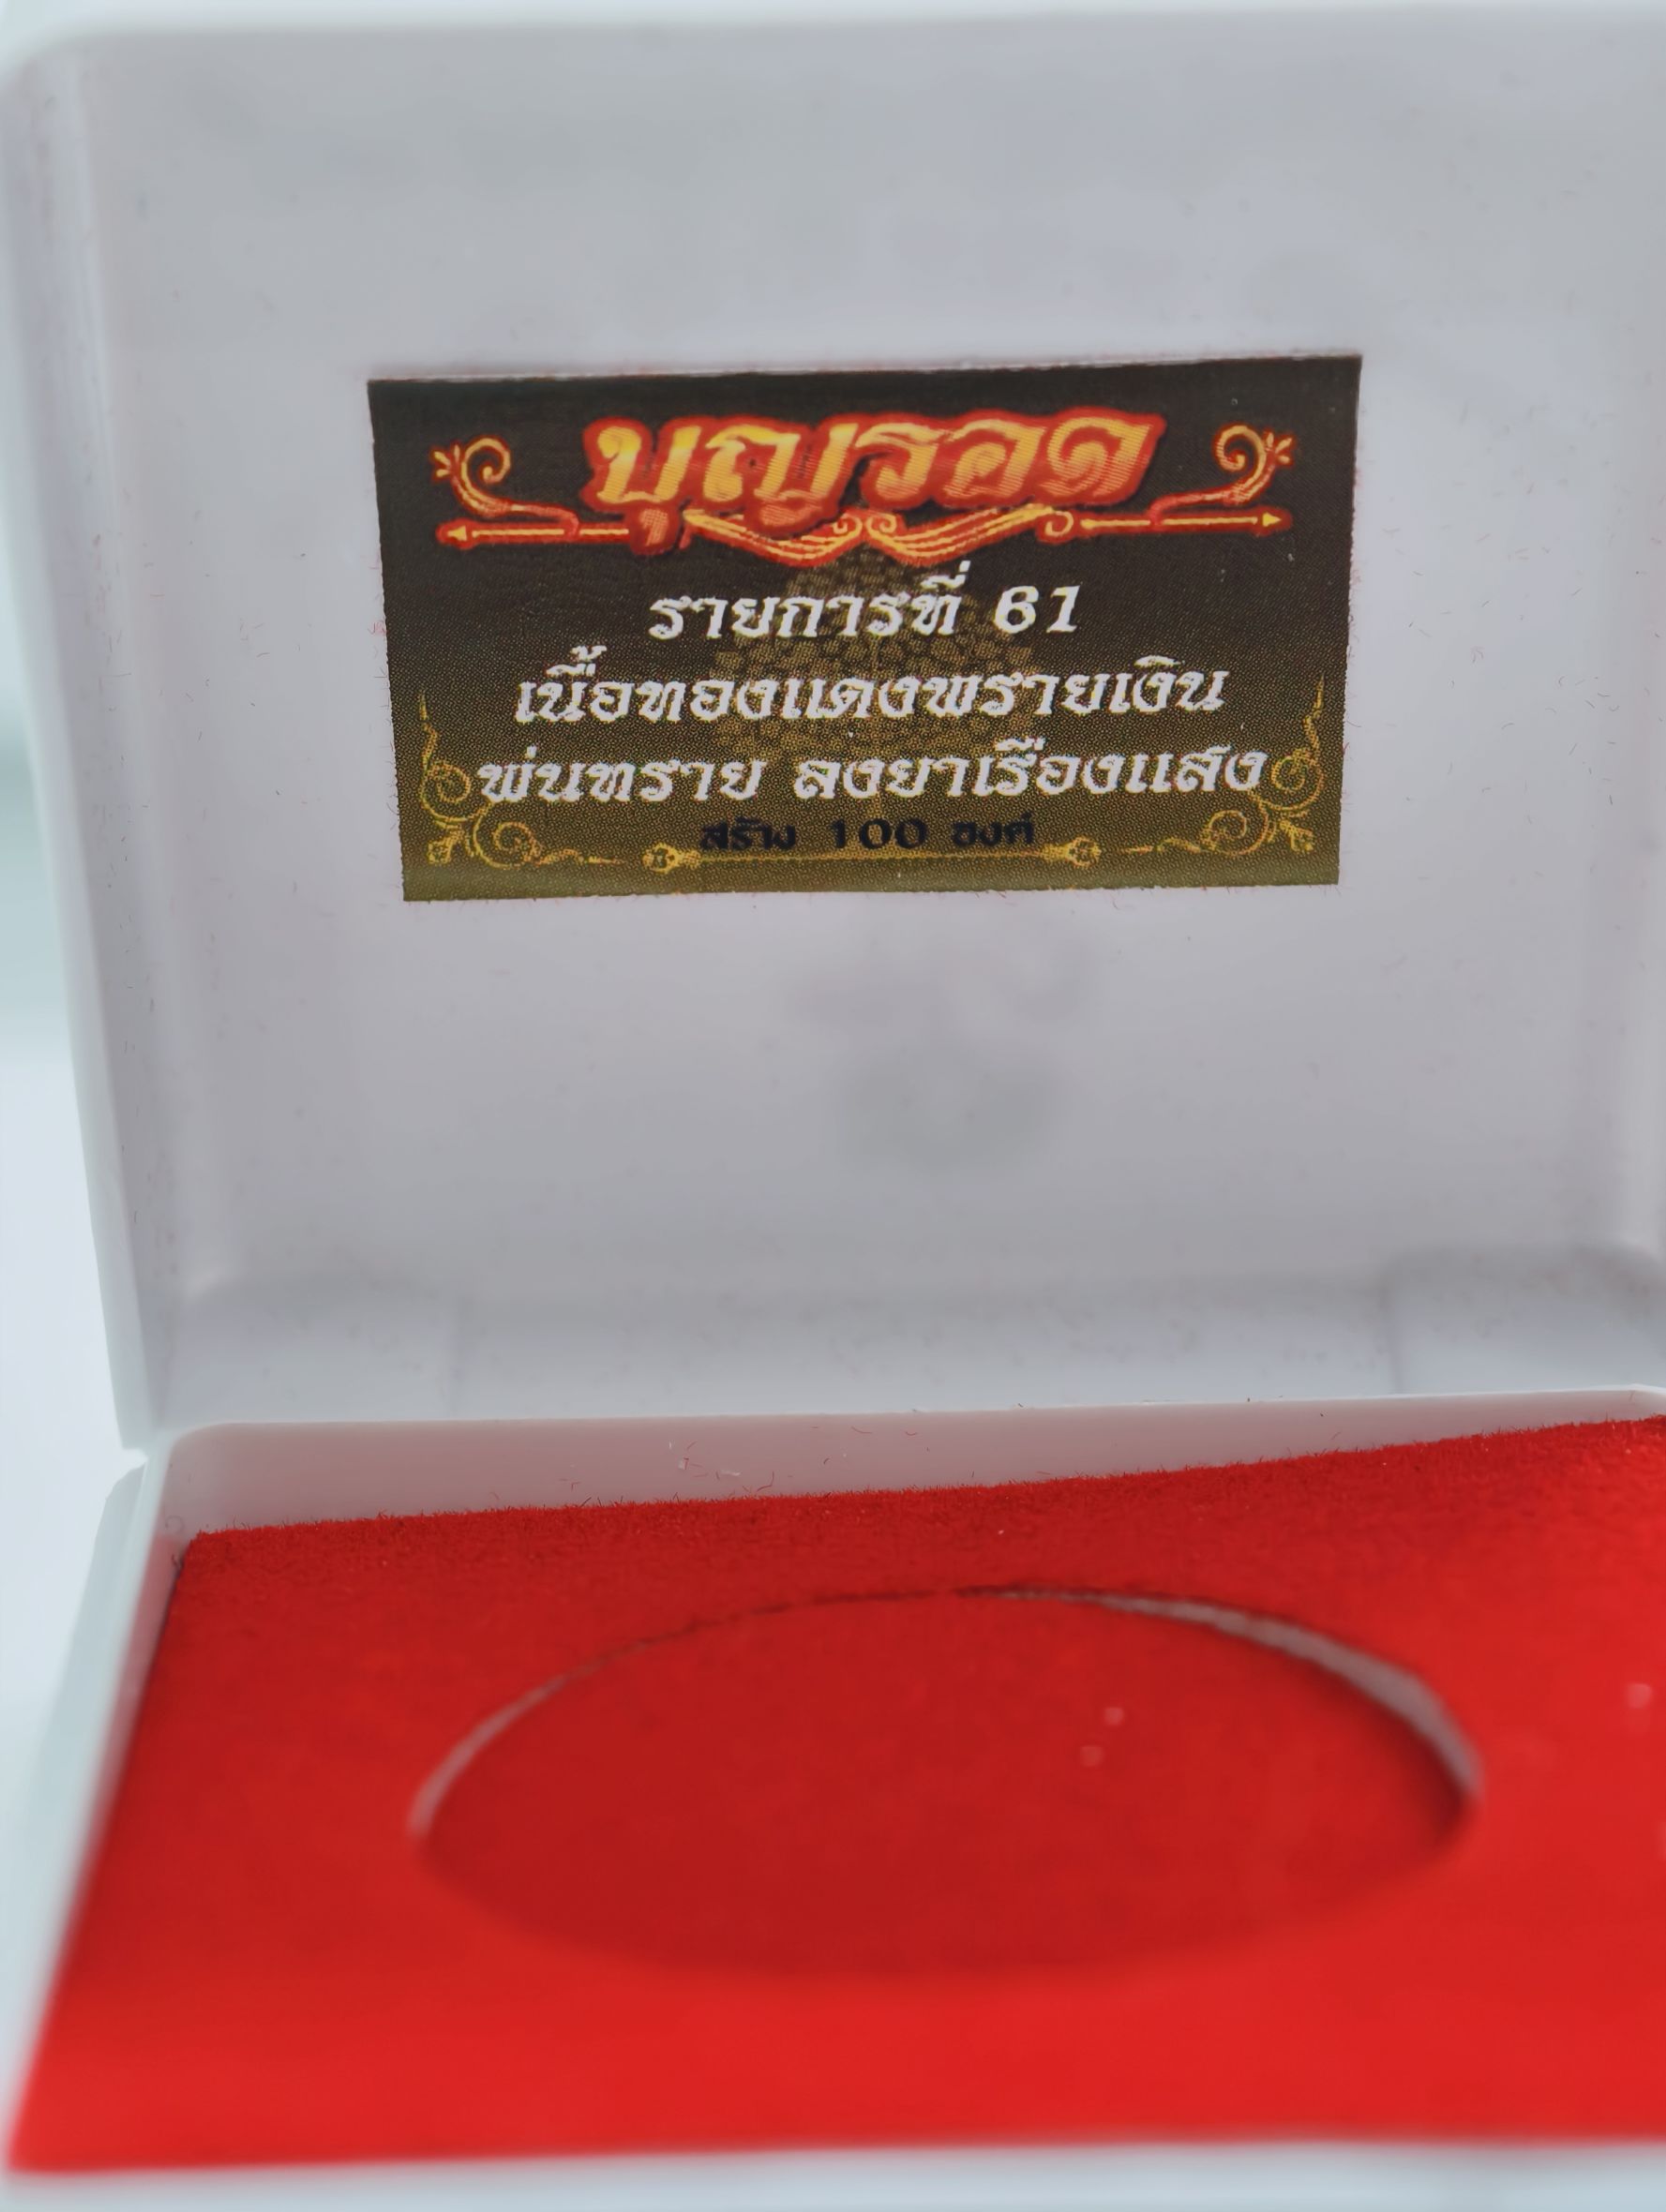 บุญรอด
รายการที่ 61
เนื้อทองแดงพรายเงิน
พ่นทราย ลงยาเรืองแสง
สร้าง 100 องค์